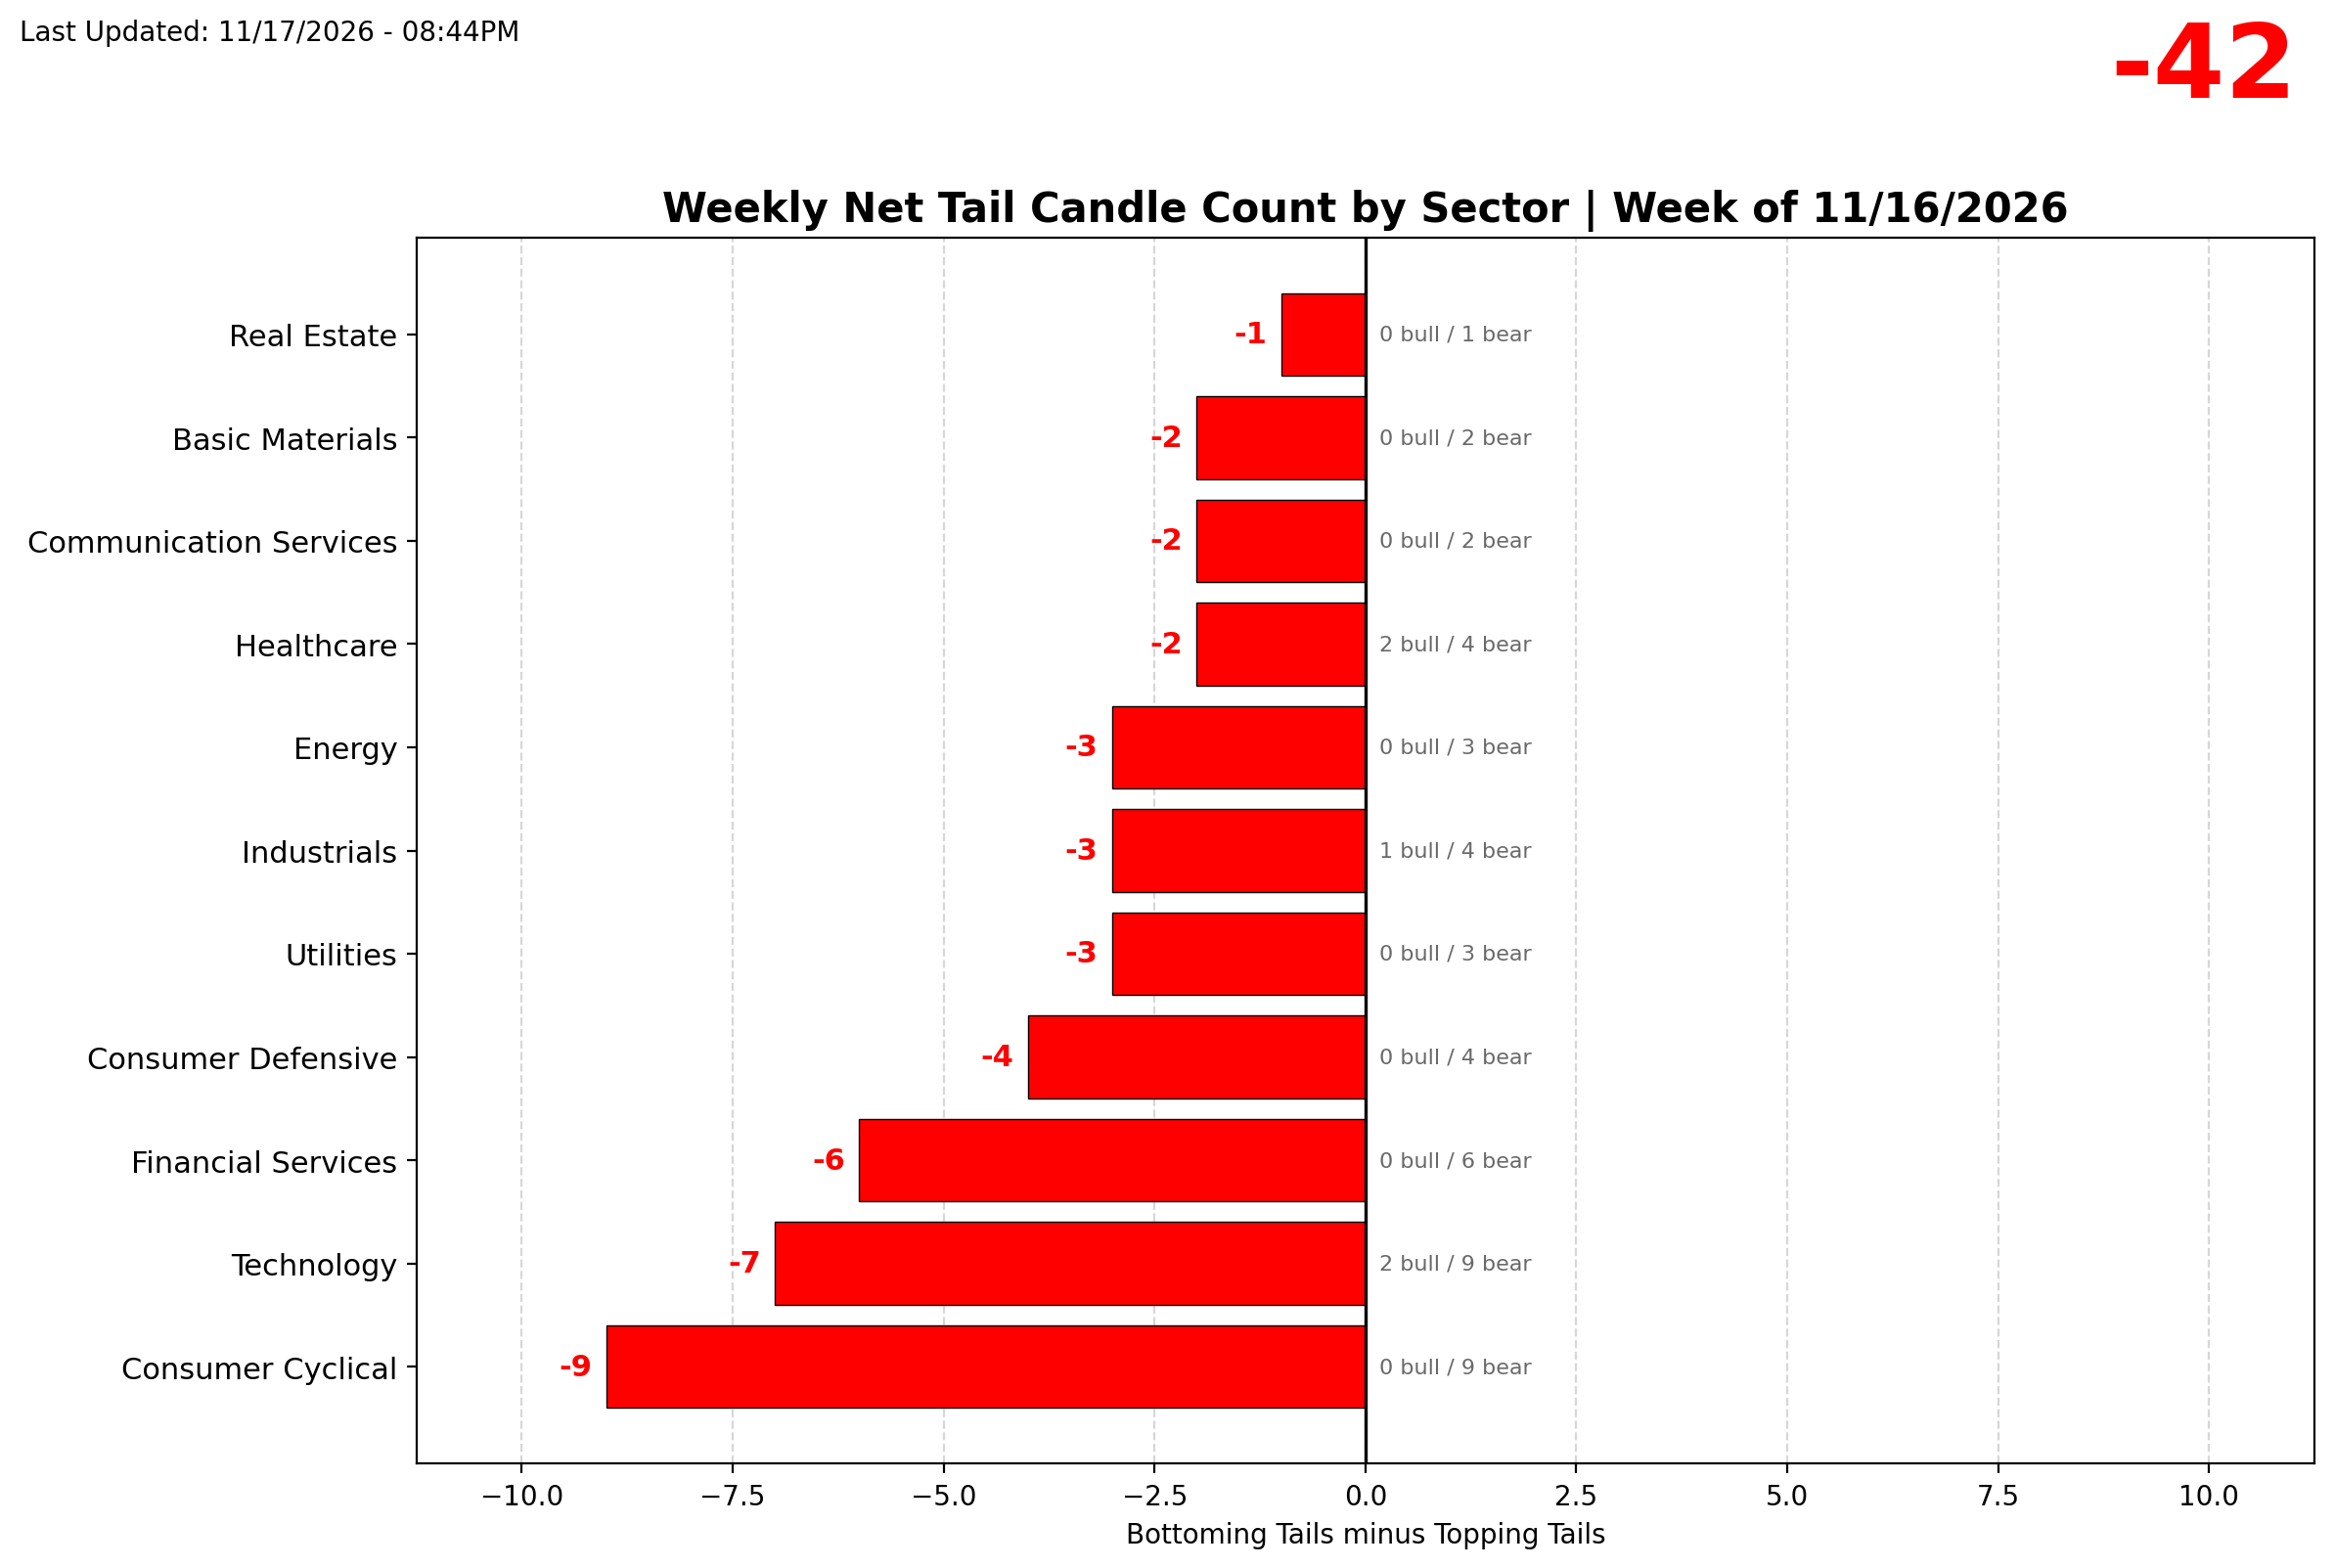 Last Updated: 11/17/2026 - 08:44PM
-42
Weekly Net Tail Candle Count by Sector | Week of 11/16/2026
Real Estate -1 0 bull / 1 bear
Basic Materials -2 0 bull / 2 bear
Communication Services -2 0 bull / 2 bear
Healthcare -2 2 bull / 4 bear
Energy -3 0 bull / 3 bear
Industrials -3 1 bull / 4 bear
Utilities -3 0 bull / 3 bear
Consumer Defensive -4 0 bull / 4 bear
Financial Services -6 0 bull / 6 bear
Technology -7 2 bull / 9 bear
Consumer Cyclical -9 0 bull / 9 bear
−10.0 −7.5 −5.0 −2.5 0.0 2.5 5.0 7.5 10.0
Bottoming Tails minus Topping Tails